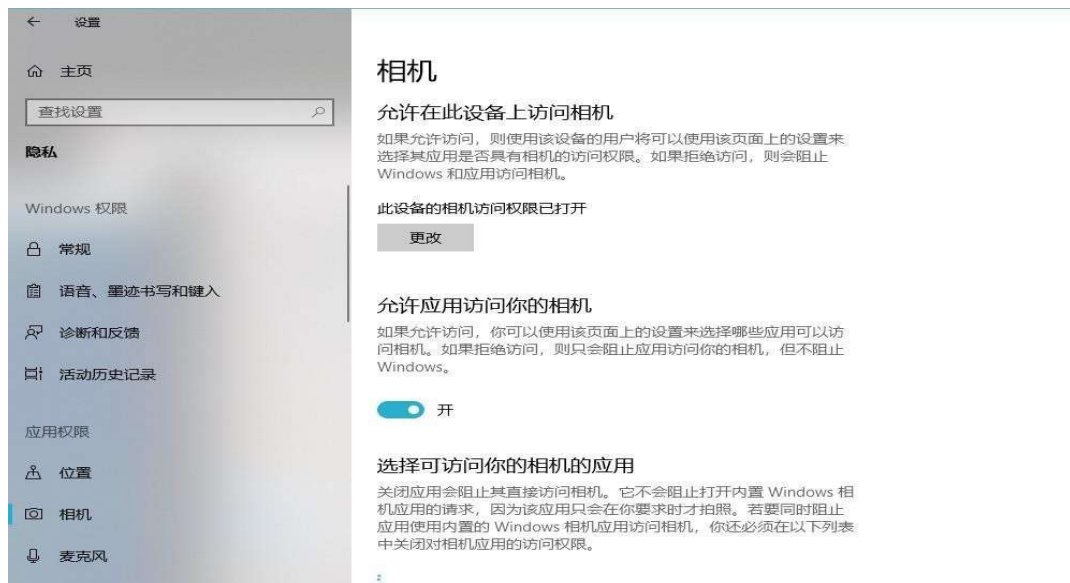 设置
主页
查找设置
隐私
Windows 权限
常规
语音、墨迹书写和键入
诊断和反馈
活动历史记录
应用权限
位置
相机
麦克风
相机
允许在此设备上访问相机
如果允许访问，则使用该设备的用户将可以使用该页面上的设置来
选择其应用是否具有相机的访问权限。如果拒绝访问，则会阻止
Windows 和应用访问相机。
此设备的相机访问权限已打开
更改
允许应用访问你的相机
如果允许访问，你可以使用该页面上的设置来选择哪些应用可以访
问相机。如果拒绝访问，则只会阻止应用访问你的相机，但不阻止
Windows。
开
选择可访问你的相机的应用
关闭应用会阻止其直接访问相机。它不会阻止打开内置 Windows 相
机应用的请求，因为该应用只会在你要求时才拍照。若要同时阻止
应用使用内置的 Windows 相机应用访问相机，你还必须在以下列表
中关闭对相机应用的访问权限。